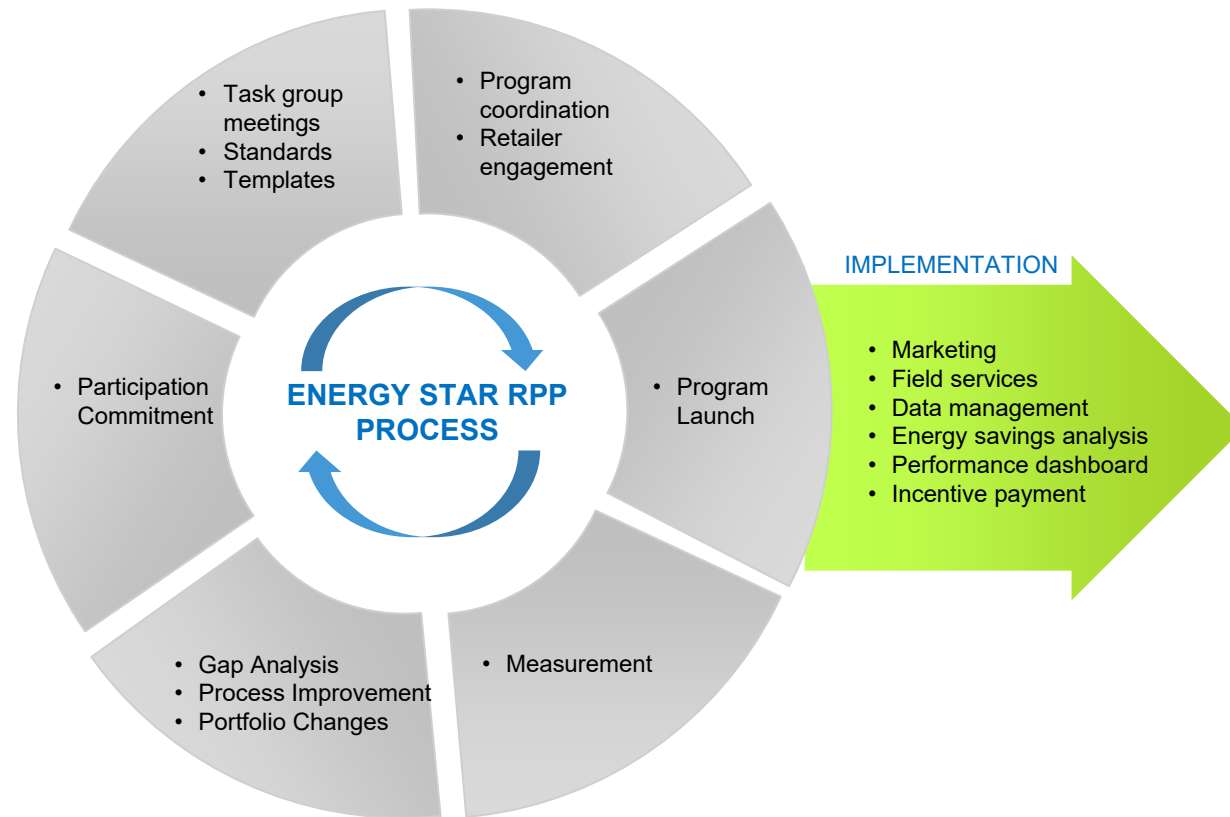 • Task group
meetings
• Standards
• Templates
• Program
coordination
• Retailer
engagement
IMPLEMENTATION
• Marketing
• Field services
• Data management
• Energy savings analysis
• Performance dashboard
• Incentive payment
• Participation
Commitment
ENERGY STAR RPP
PROCESS
• Program
Launch
• Gap Analysis
• Process Improvement
• Portfolio Changes
• Measurement